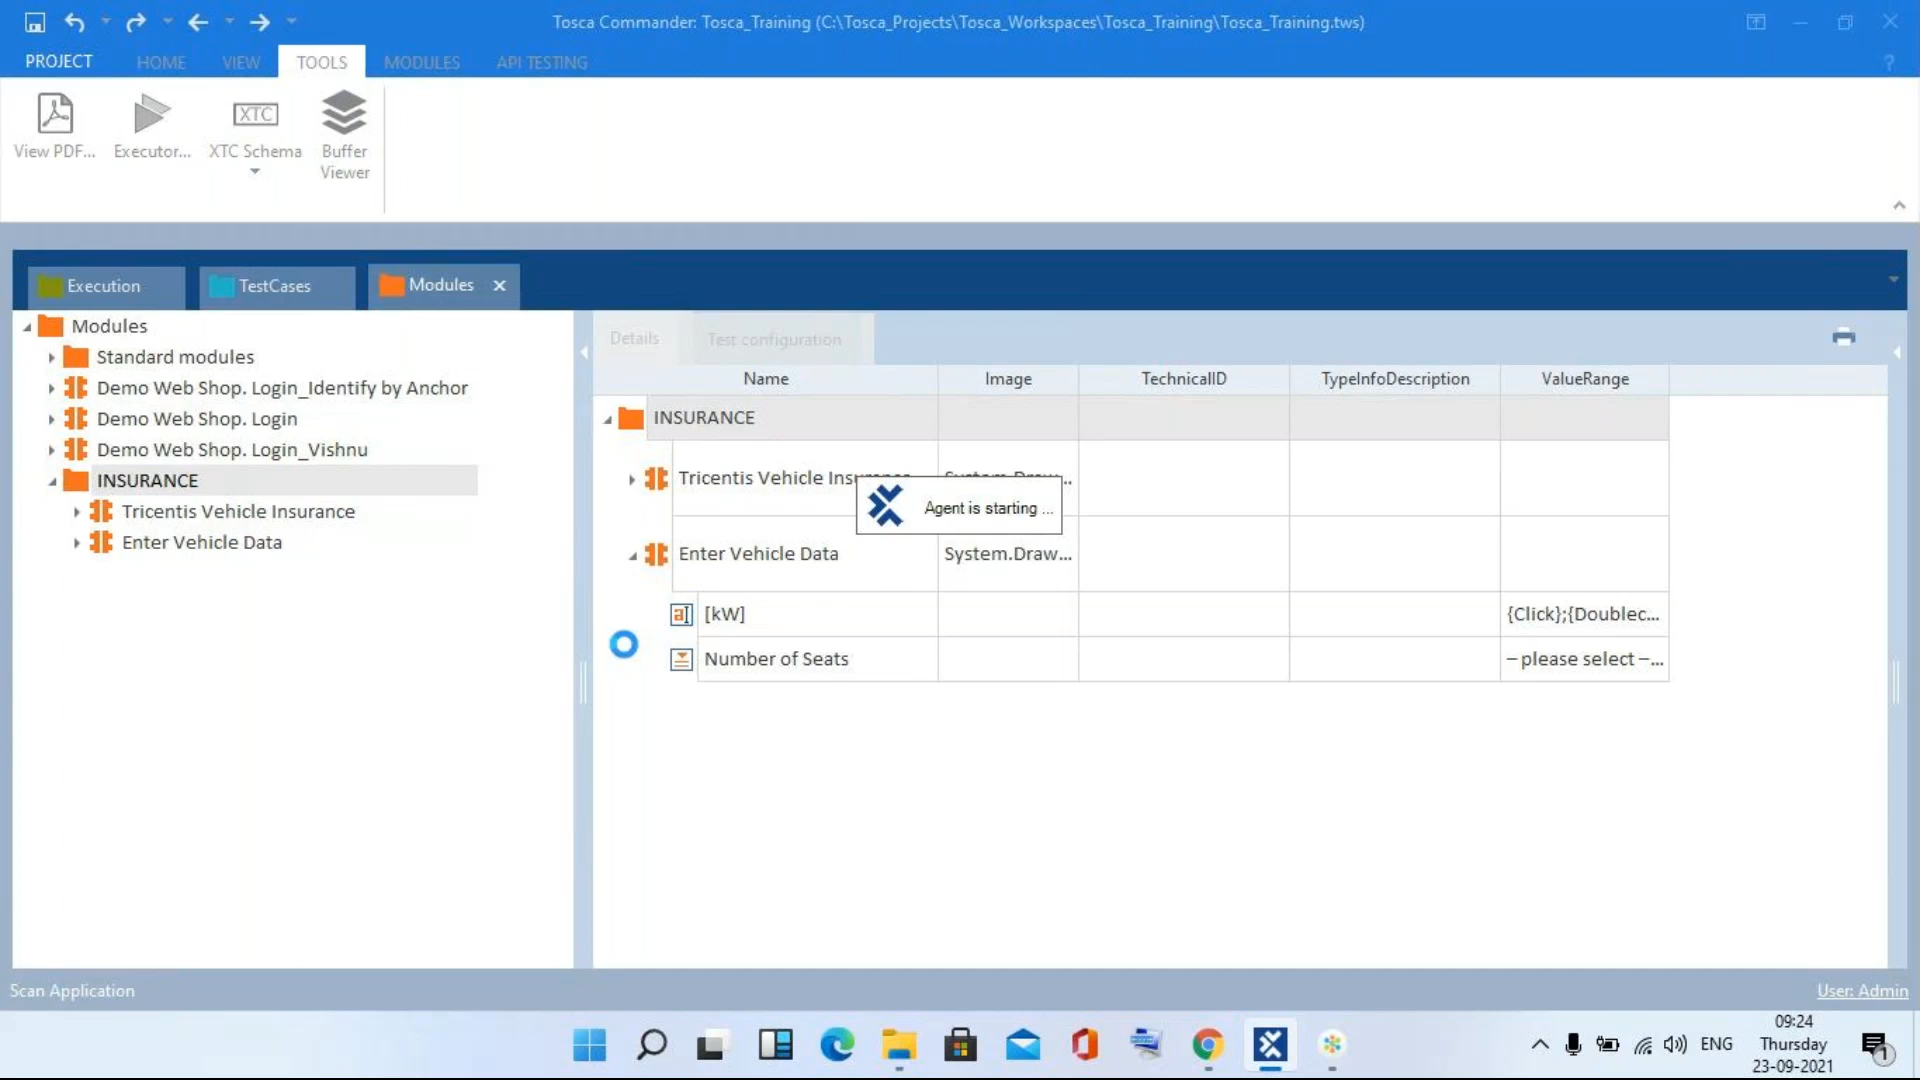 Tosca Commander: Tosca_Training (C:\Tosca_Projects\Tosca_Workspaces\Tosca_Training\Tosca_Training.tws)
PROJECT HOME VIEW TOOLS MODULES API TESTING ?
XTC
View PDF... Executor... XTC Schema Buffer
Viewer
Execution TestCases Modules
Modules
Standard modules
Demo Web Shop. Login_Identify by Anchor
Demo Web Shop. Login
Demo Web Shop. Login_Vishnu
INSURANCE
Tricentis Vehicle Insurance
Enter Vehicle Data
Details Test configuration
Name Image TechnicalID TypeInfoDescription ValueRange
INSURANCE
Tricentis Vehicle Insurance System.Draw...
Agent is starting ...
Enter Vehicle Data System.Draw...
[kW] {Click};{Doublec...
Number of Seats – please select –...
Scan Application User: Admin
ENG
09:24
Thursday
23-09-2021
1